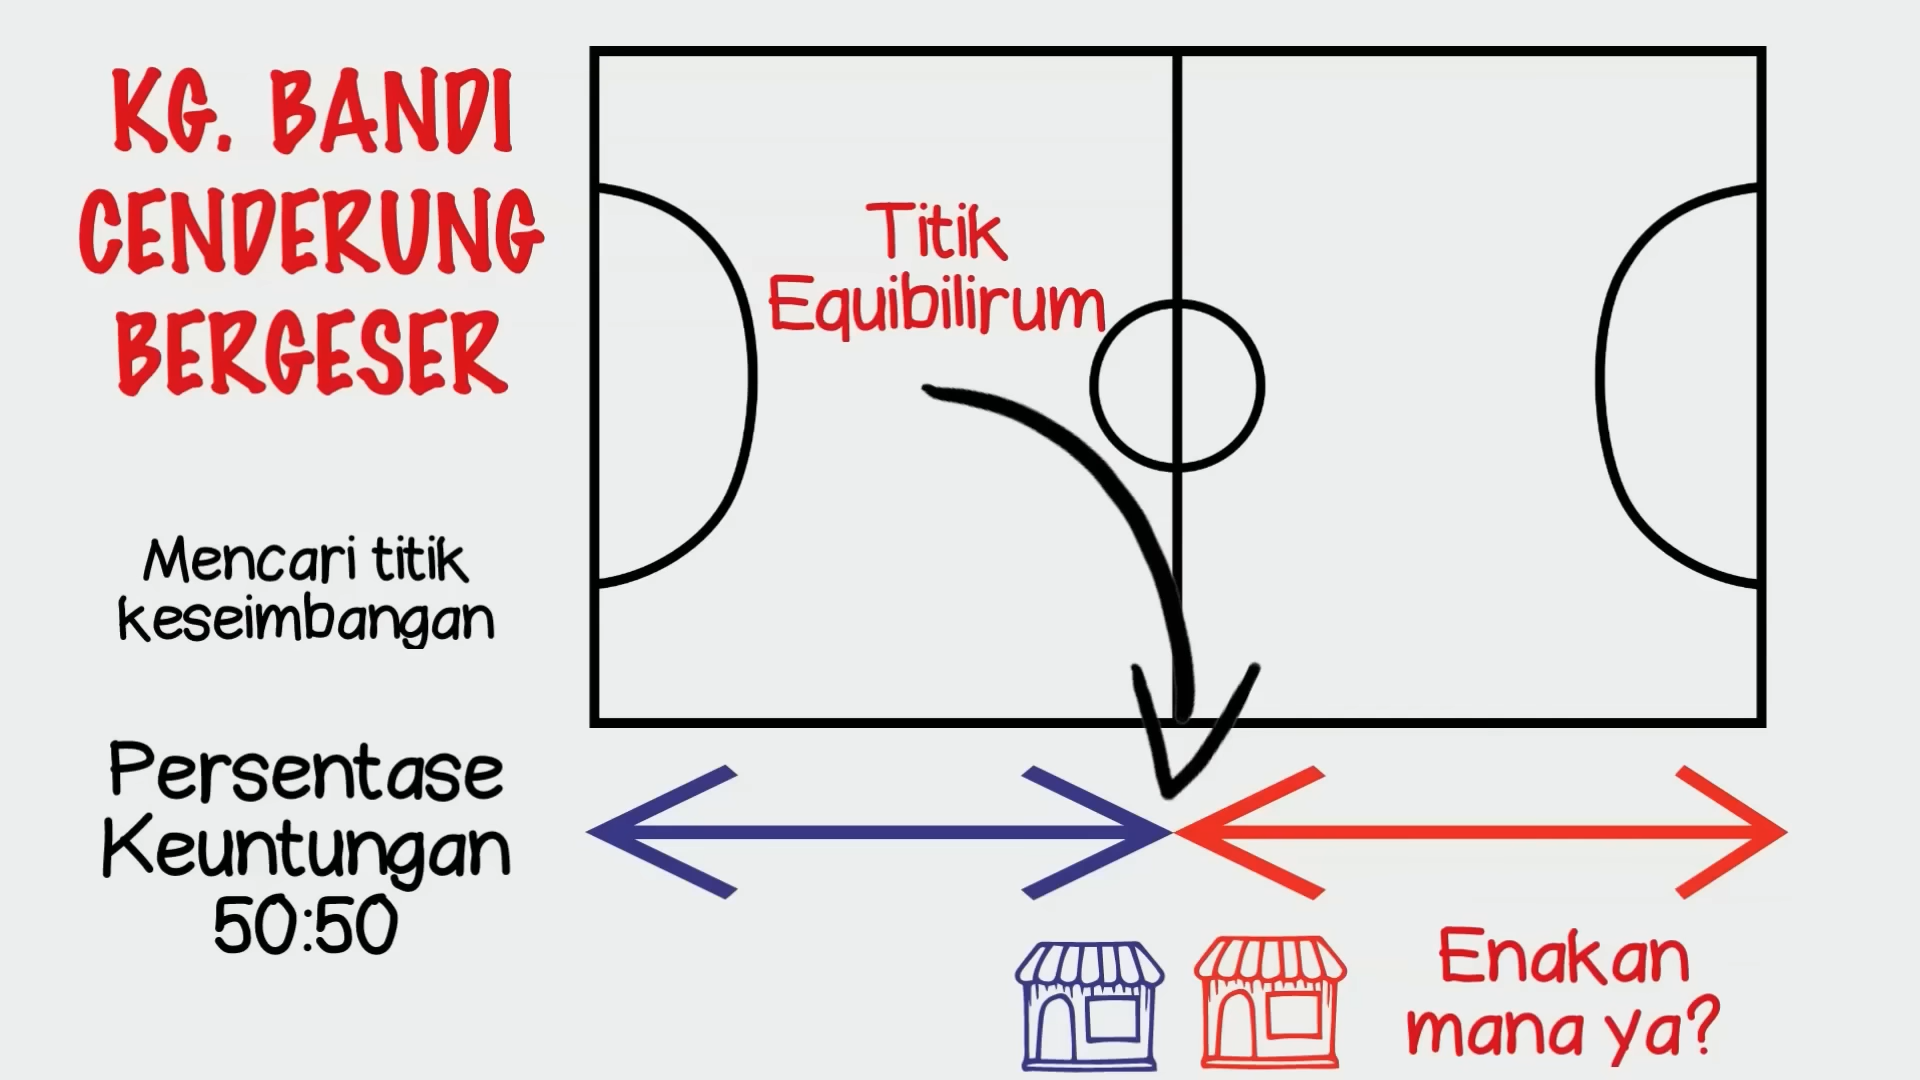 KG. BANDI
CENDERUNG
BERGESER
Mencari titik
keseimbangan
Persentase
Keuntungan
50:50
Titik
Equibilirum
Enakan
mana ya?